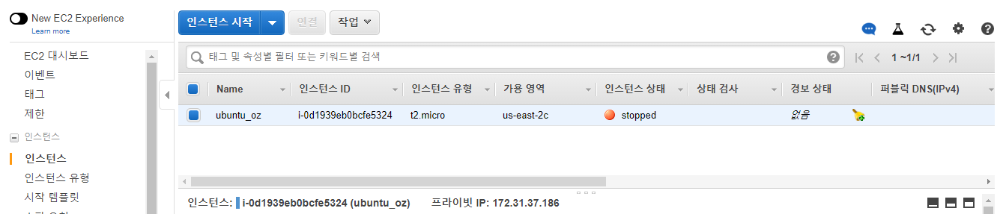 New EC2 Experience
Learn more
EC2 대시보드
이벤트
태그
제한
인스턴스
인스턴스
인스턴스 유형
시작 템플릿
인스턴스 시작 연결 작업
태그 및 속성별 필터 또는 키워드별 검색 1 ~1/1
Name 인스턴스 ID 인스턴스 유형 가용 영역 인스턴스 상태 상태 검사 경보 상태 퍼블릭 DNS(IPv4)
ubuntu_oz i-0d1939eb0bcfe5324 t2.micro us-east-2c stopped 없음
인스턴스: i-0d1939eb0bcfe5324 (ubuntu_oz) 프라이빗 IP: 172.31.37.186